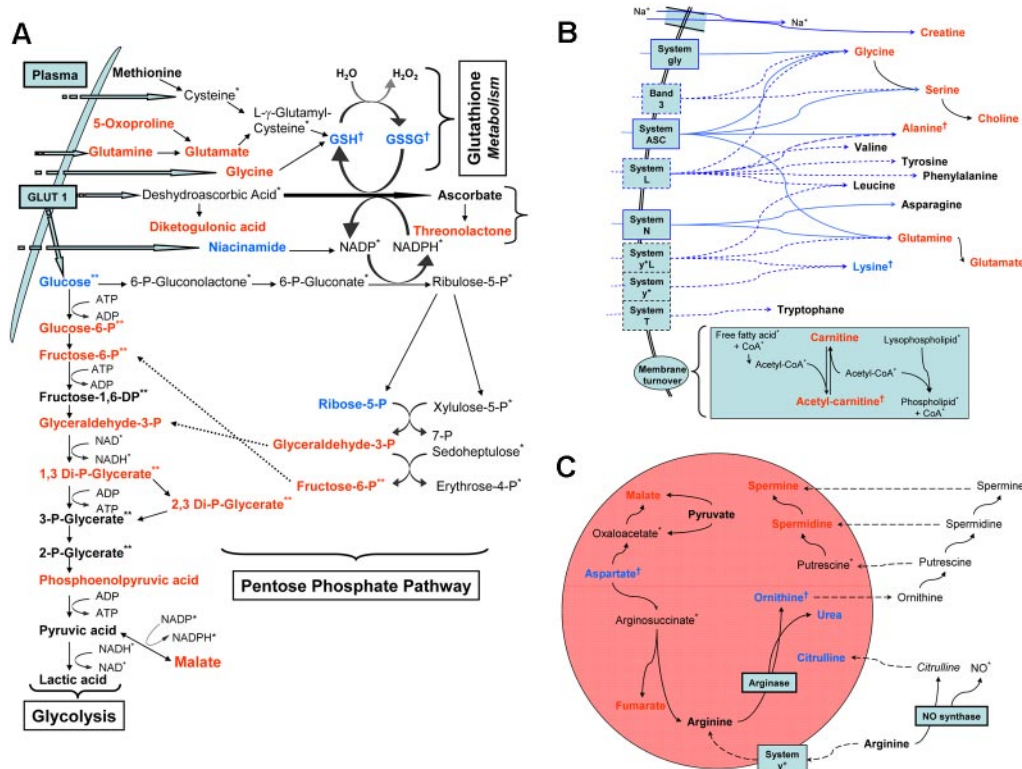 A
Plasma
Methionine
Cysteine*
H₂O
H₂O₂
L-γ-Glutamyl-
Cysteine*
5-Oxoproline
Glutamine
Glutamate
Glycine
GSH†
GSSG†
Glutathione
Metabolism
GLUT 1
Deshydroascorbic Acid*
Ascorbate
Diketogulonic acid
Threonolactone
Niacinamide
NADP*
NADPH*
Glucose**
6-P-Gluconolactone*
6-P-Gluconate*
Ribulose-5-P*
ATP
ADP
Glucose-6-P**
Fructose-6-P**
ATP
ADP
Fructose-1,6-DP**
Ribose-5-P
Xylulose-5-P*
Glyceraldehyde-3-P
Glyceraldehyde-3-P
7-P
Sedoheptulose*
NAD*
NADH*
1,3 Di-P-Glycerate**
Fructose-6-P**
Erythrose-4-P*
ADP
ATP
2,3 Di-P-Glycerate**
3-P-Glycerate**
2-P-Glycerate**
Pentose Phosphate Pathway
Phosphoenolpyruvic acid
ADP
ATP
Pyruvic acid
NADP*
NADPH*
NADH*
NAD*
Malate
Lactic acid
Glycolysis
B
Na⁺
Na⁺
Creatine
System
gly
Glycine
Band
3
Serine
Choline
System
ASC
Alanine†
Valine
System
L
Tyrosine
Phenylalanine
Leucine
Asparagine
System
N
Glutamine
Glutamate
System
y⁺L
Lysine†
System
y⁺
System
T
Tryptophane
Membrane
turnover
Free fatty acid*
+ CoA*
Acetyl-CoA*
Carnitine
Acetyl-CoA*
Acetyl-carnitine†
Lysophospholipid*
Phospholipid*
+ CoA*
C
Malate
Pyruvate
Oxaloacetate*
Aspartate†
Arginosuccinate*
Fumarate
Spermine
Spermine
Spermidine
Spermidine
Putrescine*
Putrescine
Ornithine†
Ornithine
Urea
Citrulline
Citrulline
NO*
Arginase
NO synthase
Arginine
Arginine
System
y⁺